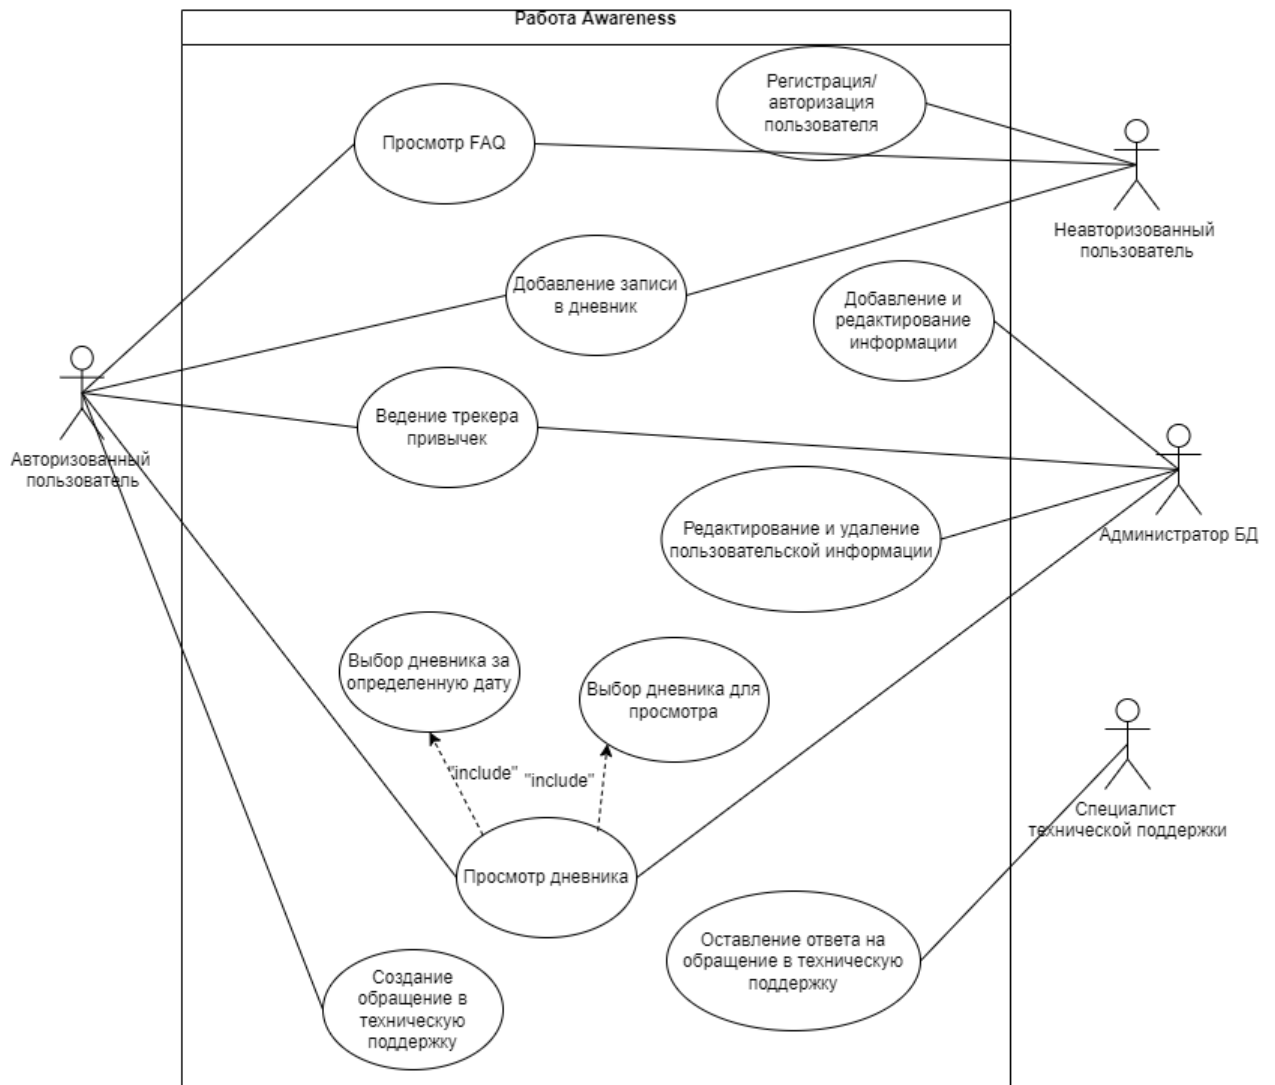 Работа Awareness
Регистрация/
авторизация
пользователя
Просмотр FAQ
Неавторизованный
пользователь
Добавление записи
в дневник
Добавление и
редактирование
информации
Ведение трекера
привычек
Авторизованный
пользователь
Редактирование и удаление
пользовательской информации
Администратор БД
Выбор дневника за
определенную дату
Выбор дневника для
просмотра
"include"
"include"
Специалист
технической поддержки
Просмотр дневника
Оставление ответа на
обращение в техническую
поддержку
Создание
обращение в
техническую
поддержку